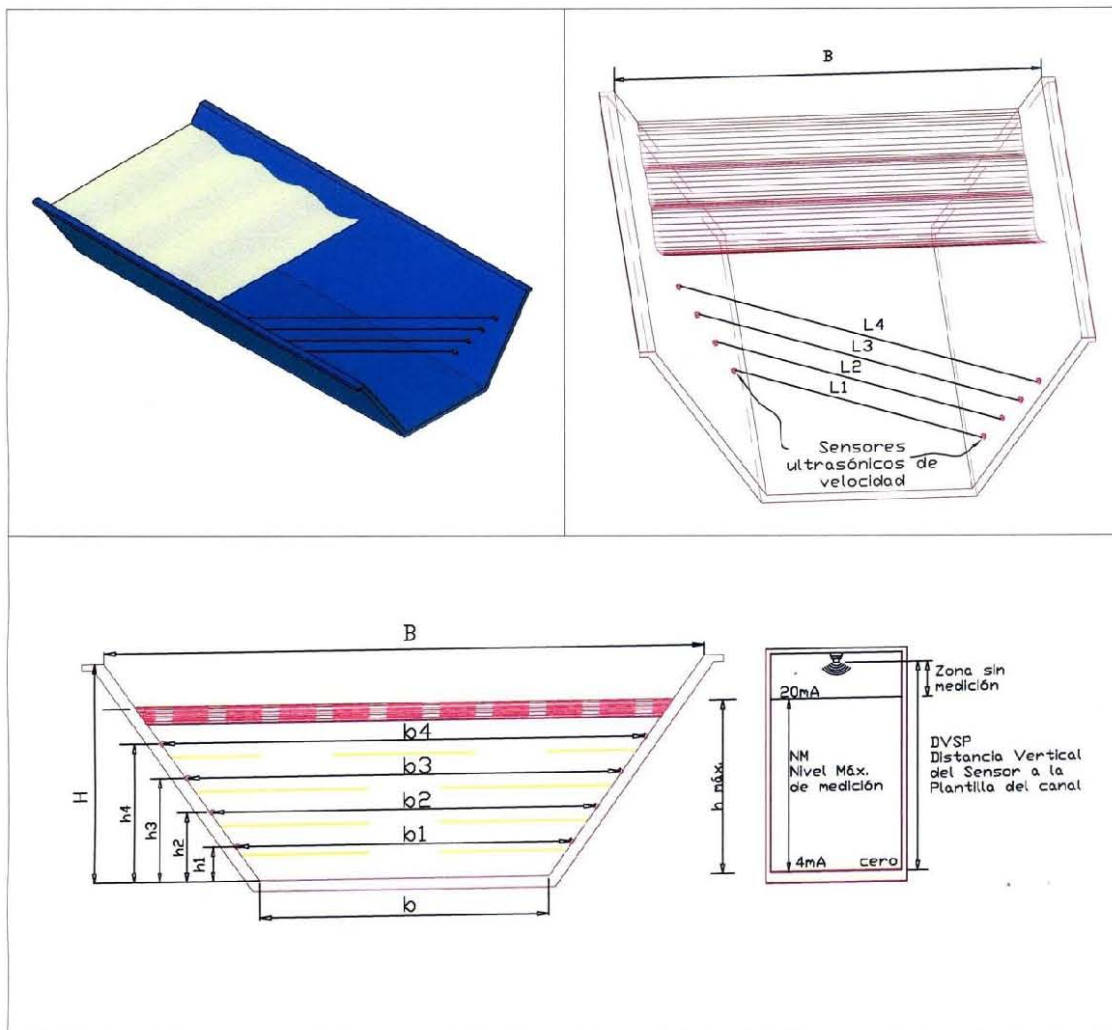 B
L4
L3
L2
L1
Sensores
ultrasónicos de
velocidad
B
b4
b3
b2
b1
b
H
h4
h3
h2
h1
h máx.
20mA
NM
Nivel Máx.
de medición
4mA cero
Zona sin
medición
DVSP
Distancia Vertical
del Sensor a la
Plantilla del canal